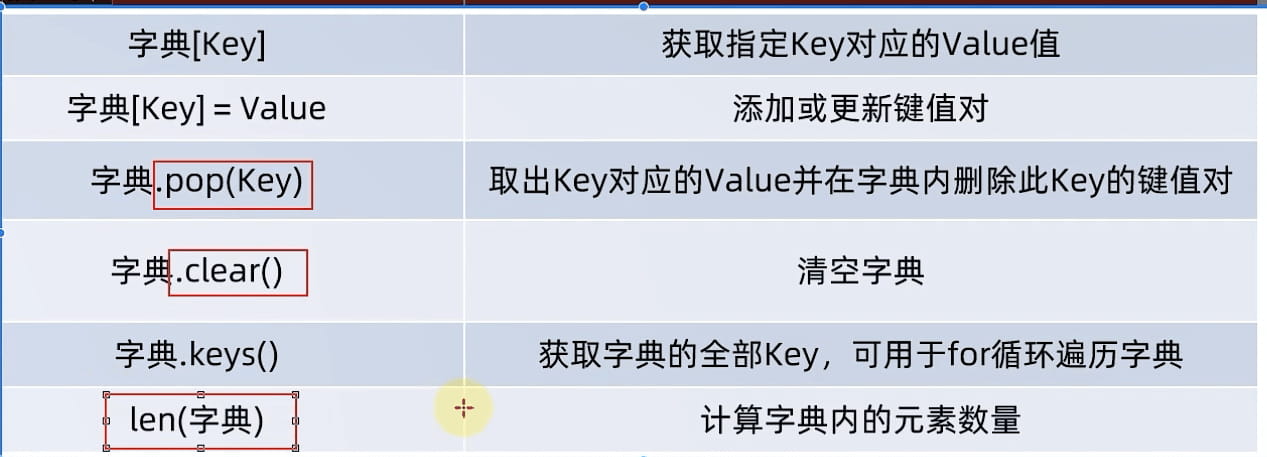 字典[Key]
获取指定Key对应的Value值
字典[Key] = Value
添加或更新键值对
字典.pop(Key)
取出Key对应的Value并在字典内删除此Key的键值对
字典.clear()
清空字典
字典.keys()
获取字典的全部Key，可用于for循环遍历字典
len(字典)
计算字典内的元素数量